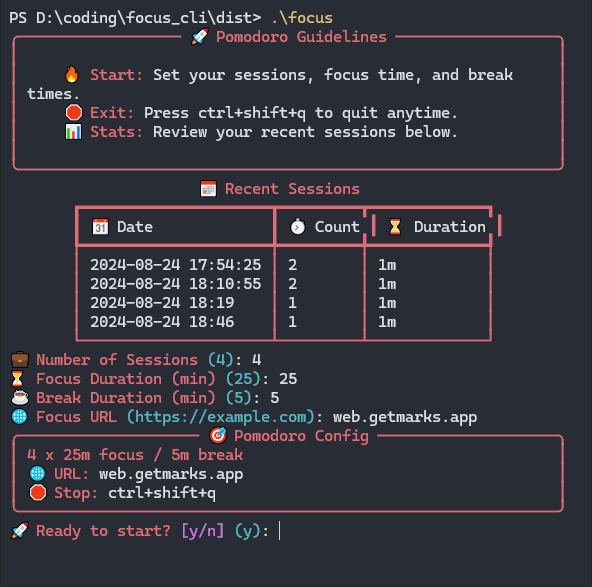 PS D:\coding\focus_cli\dist> .\focus
🚀 Pomodoro Guidelines
🔥 Start: Set your sessions, focus time, and break
times.
🛑 Exit: Press ctrl+shift+q to quit anytime.
📊 Stats: Review your recent sessions below.
📅 Recent Sessions
📅 Date ⏱ Count ⏳ Duration
2024-08-24 17:54:25 2 1m
2024-08-24 18:10:55 2 1m
2024-08-24 18:19 1 1m
2024-08-24 18:46 1 1m
💼 Number of Sessions (4): 4
⏳ Focus Duration (min) (25): 25
☕ Break Duration (min) (5): 5
🌐 Focus URL (https://example.com): web.getmarks.app
🎯 Pomodoro Config
4 x 25m focus / 5m break
🌐 URL: web.getmarks.app
🛑 Stop: ctrl+shift+q
🚀 Ready to start? [y/n] (y):